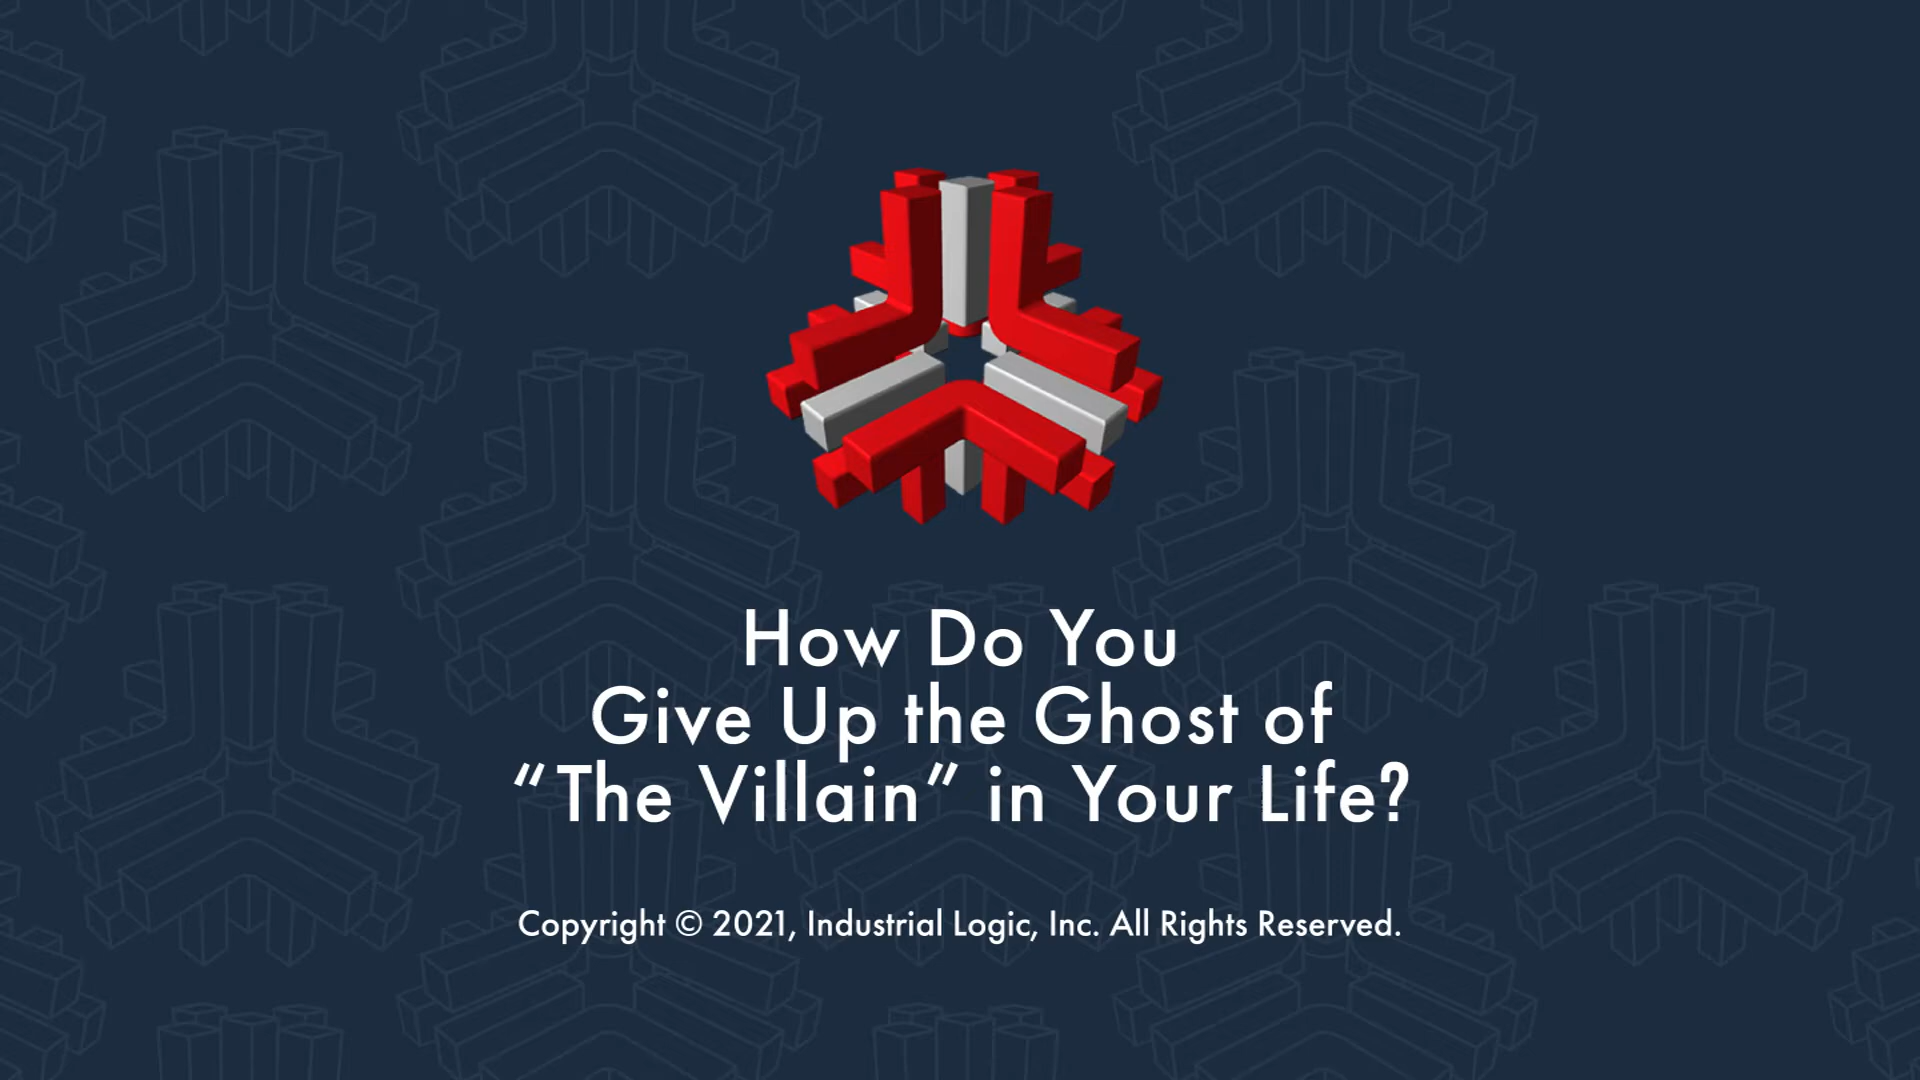 How Do You
Give Up the Ghost of
“The Villain” in Your Life?
Copyright © 2021, Industrial Logic, Inc. All Rights Reserved.